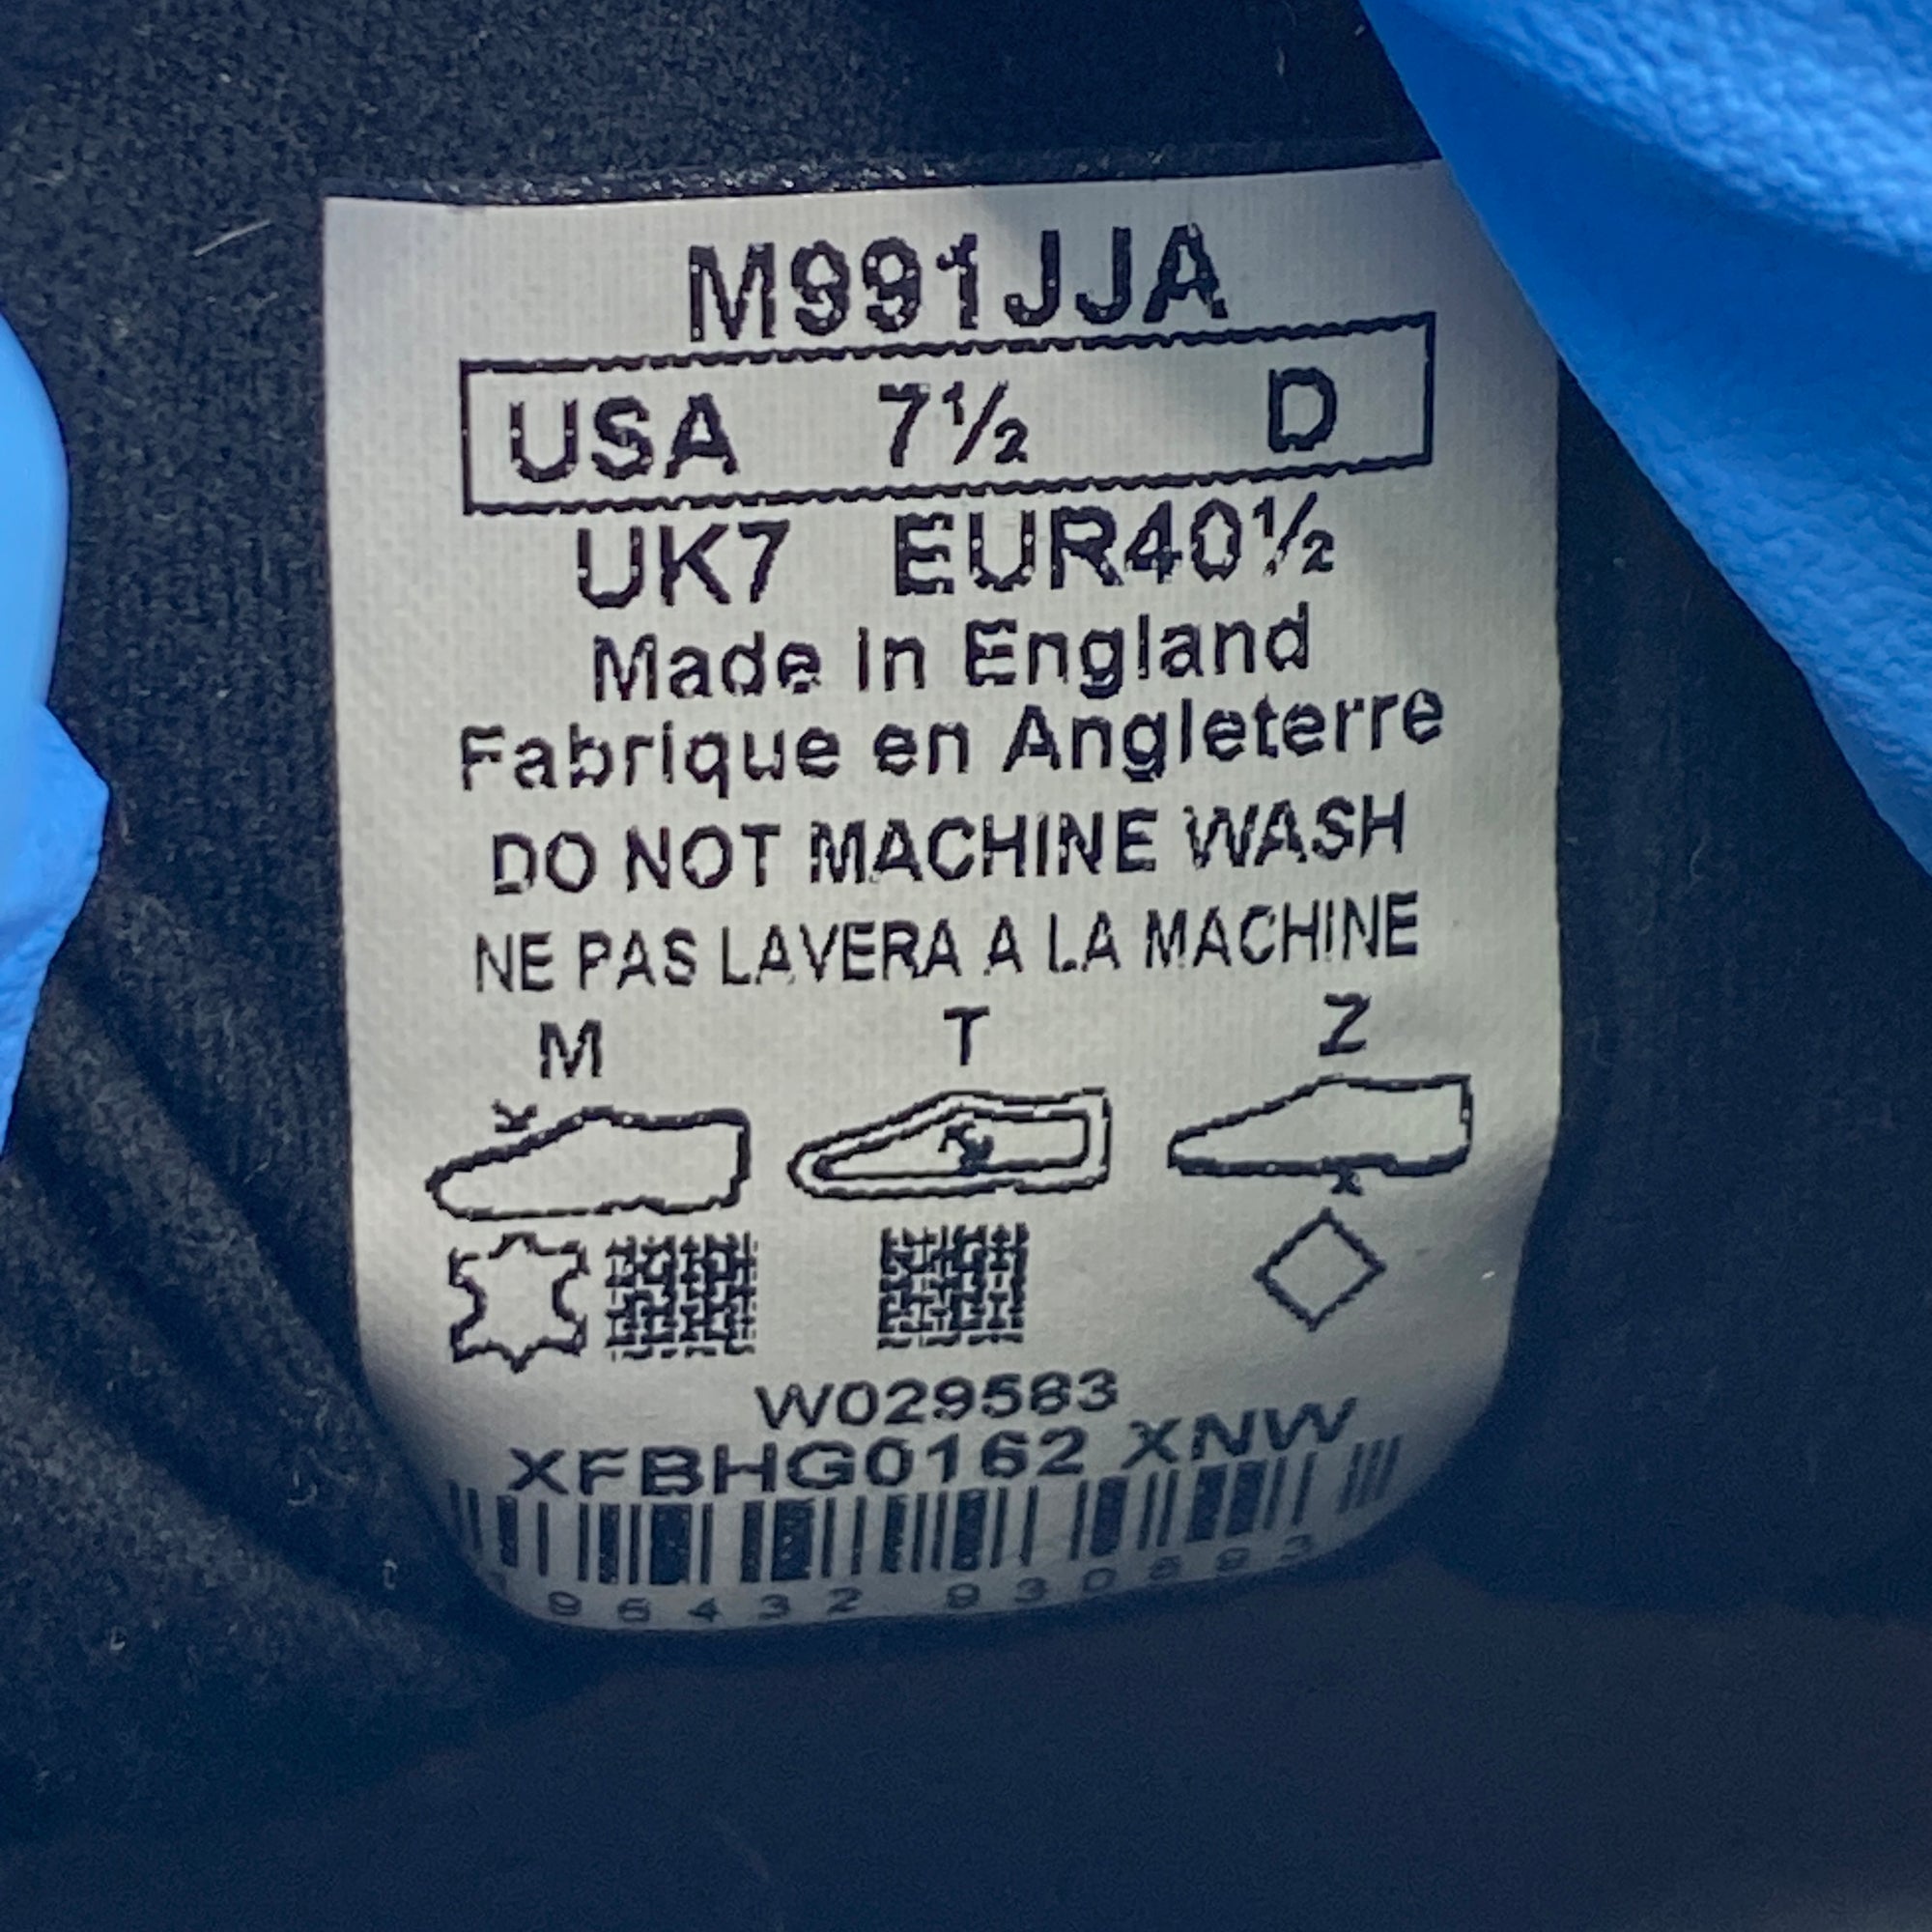 M991JJA
USA 7½ D
UK7 EUR40½
Made In England
Fabrique en Angleterre
DO NOT MACHINE WASH
NE PAS LAVERA A LA MACHINE
M T Z
W029583
XFBHG0162 XNW